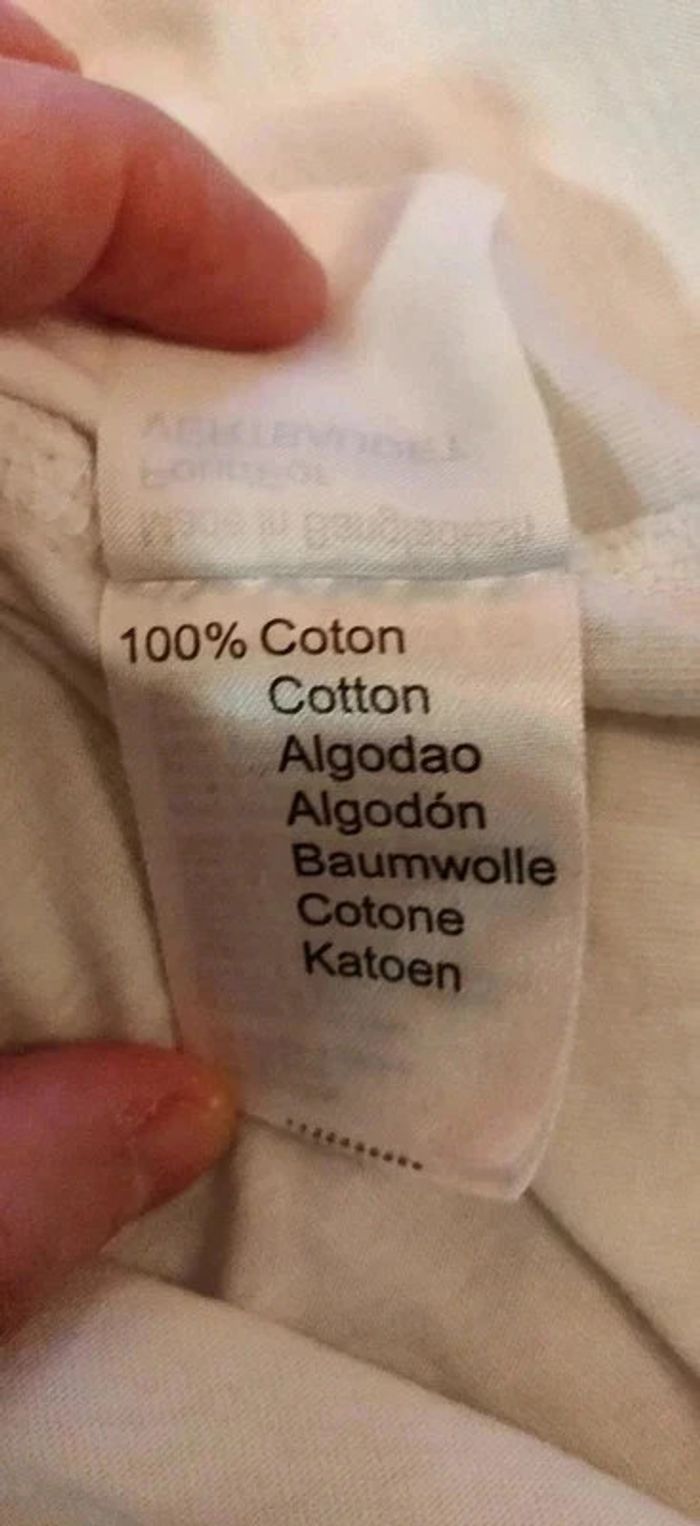 100% Coton
Cotton
Algodao
Algodón
Baumwolle
Cotone
Katoen